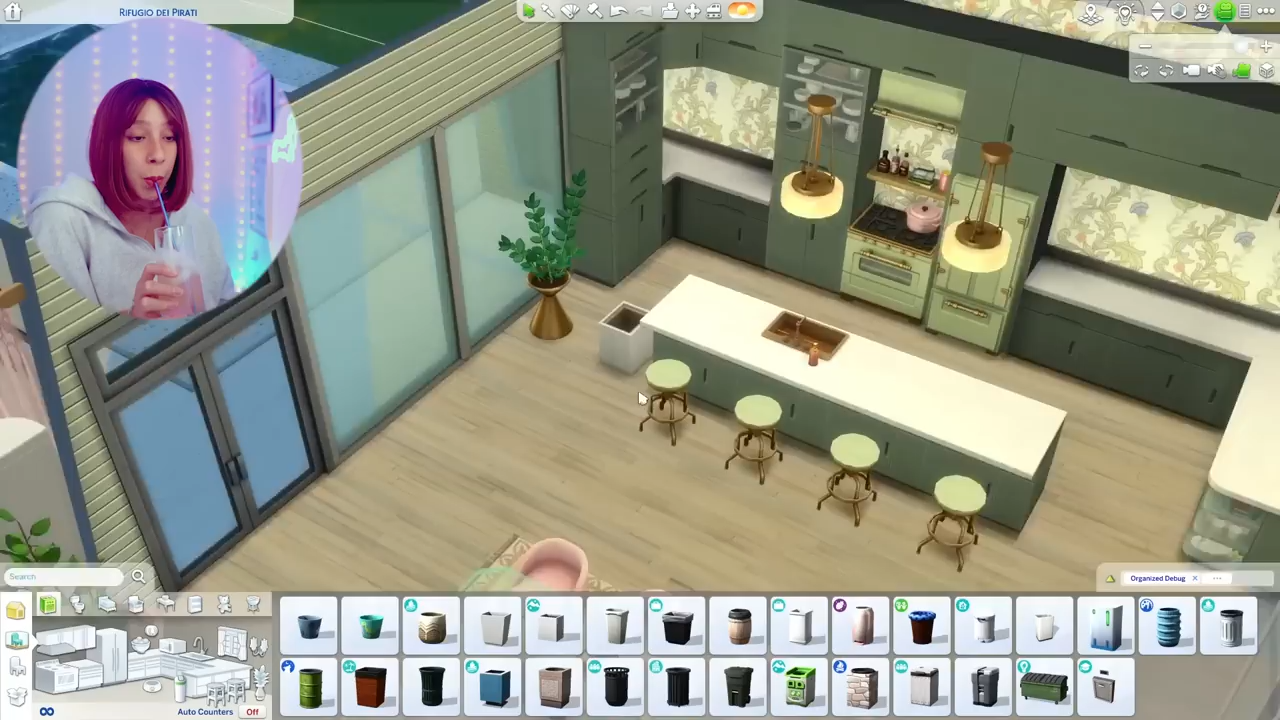 RIFUGIO DEI PIRATI
Search
Organized Debug
Auto Counters
Off